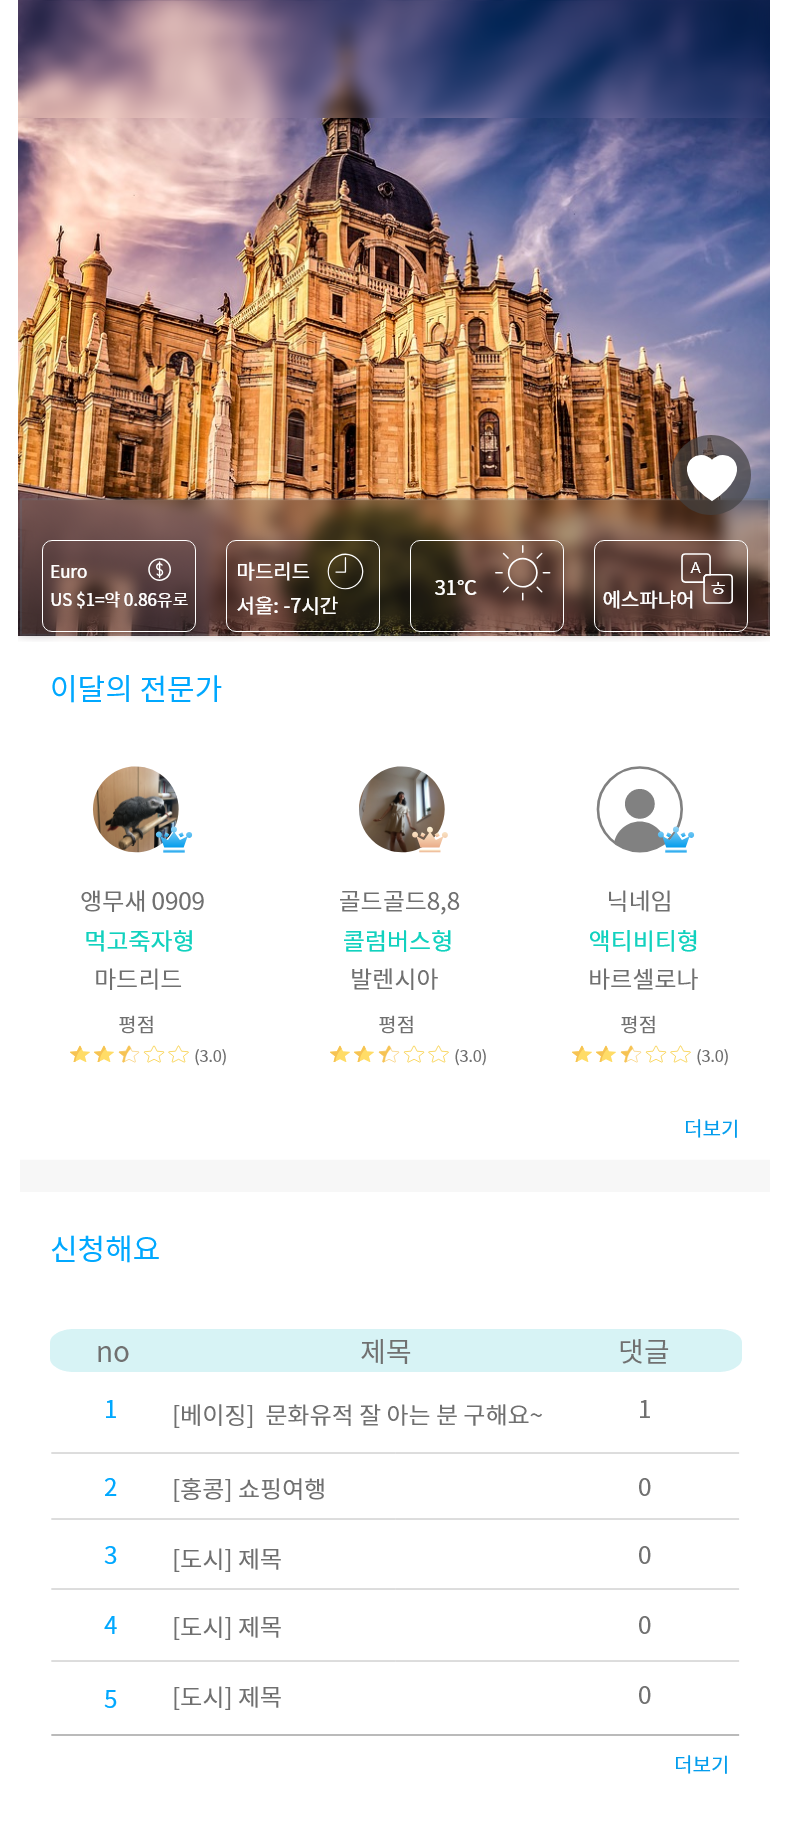 Euro
US $1=약 0.86유로
마드리드
서울: -7시간
31℃
A
ㅎ
에스파냐어
이달의 전문가
앵무새 0909 골드골드8,8 닉네임
먹고죽자형 콜럼버스형 액티비티형
마드리드 발렌시아 바르셀로나
평점 평점 평점
(3.0) (3.0) (3.0)
더보기
신청해요
no 제목 댓글
1 [베이징] 문화유적 잘 아는 분 구해요~ 1
2 [홍콩] 쇼핑여행 0
3 [도시] 제목 0
4 [도시] 제목 0
5 [도시] 제목 0
더보기